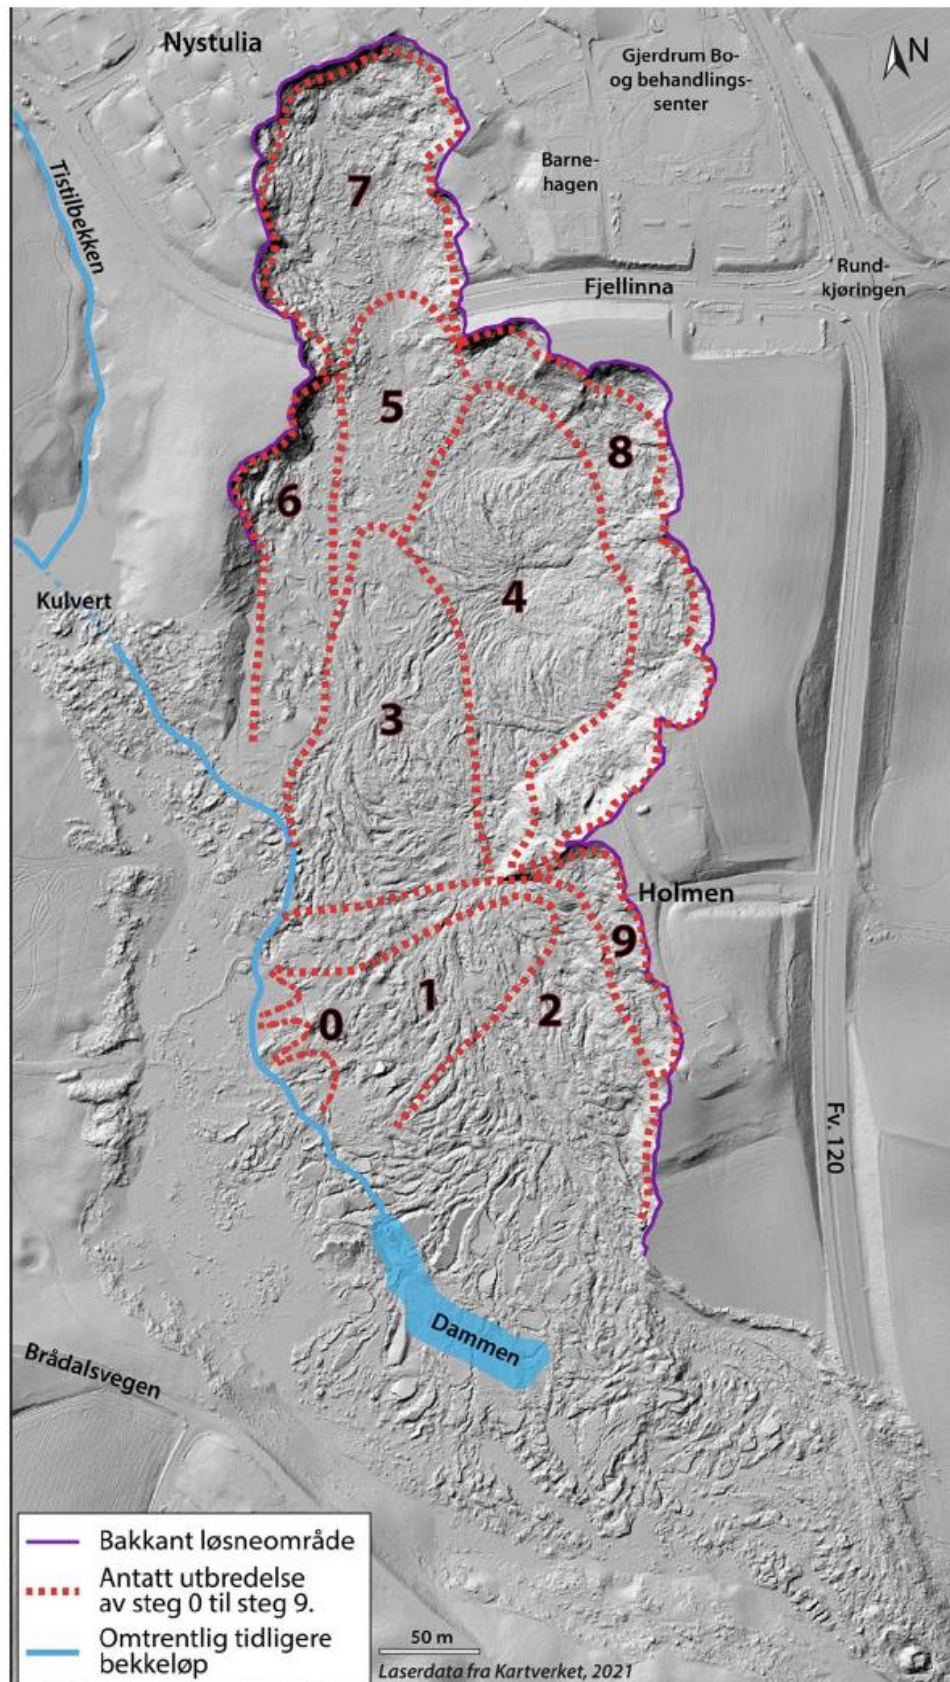 Nystulia
Gjerdrum Bo-
og behandlings-
senter
N
Barne-
hagen
Tistilbekken
7
Rund-
kjøringen
Fjellinna
5
8
6
Kulvert
4
3
Holmen
9
1
2
0
Fv. 120
Dammen
Brådalsvegen
Bakkant løsneområde
Antatt utbredelse
av steg 0 til steg 9.
Omtrentlig tidligere
bekkeløp
50 m
Laserdata fra Kartverket, 2021